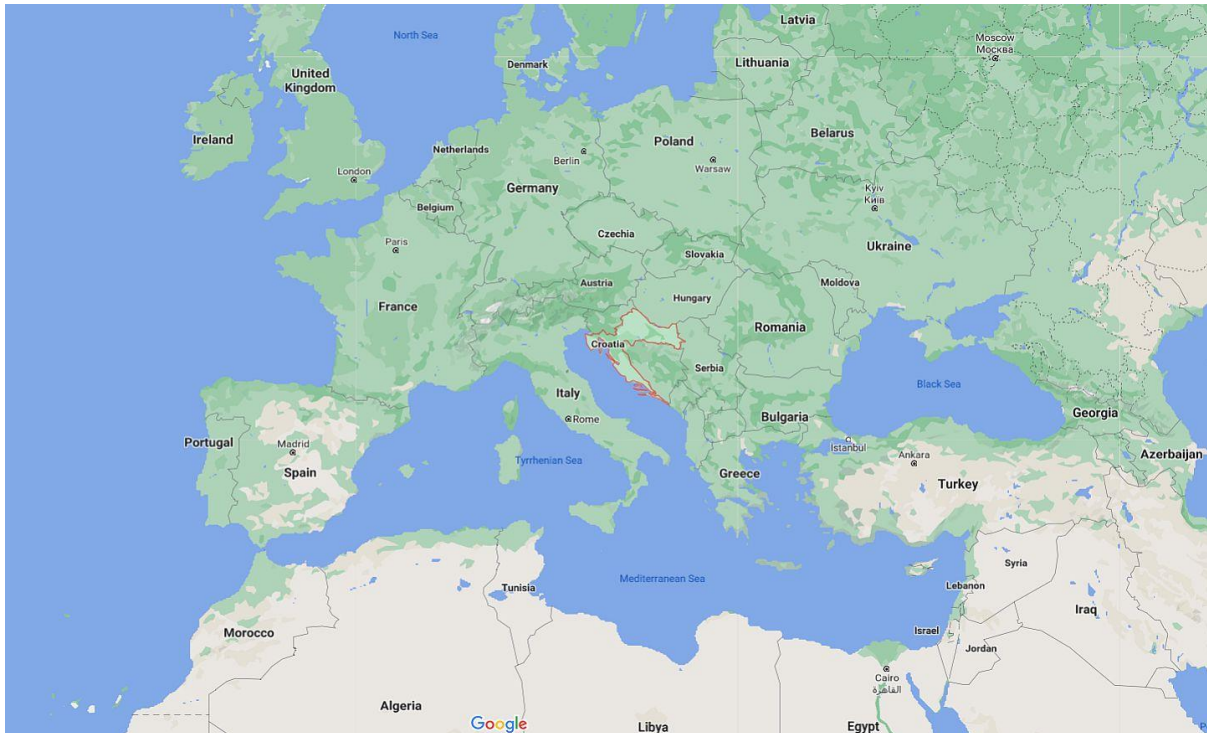 Latvia
Moscow
Москва
North Sea
Denmark
Lithuania
United
Kingdom
Ireland
Belarus
Netherlands
Poland
Berlin
Warsaw
London
Germany
Kyiv
Київ
Belgium
Czechia
Paris
Ukraine
Slovakia
Austria
Moldova
Hungary
France
Romania
Croatia
Serbia
Black Sea
Italy
Georgia
Bulgaria
Rome
Portugal
Madrid
Istanbul
Ankara
Azerbaijan
Tyrrhenian Sea
Spain
Greece
Turkey
Syria
Mediterranean Sea
Tunisia
Lebanon
Iraq
Morocco
Israel
Jordan
Cairo
القاهرة
Algeria
Google
Libya
Egypt